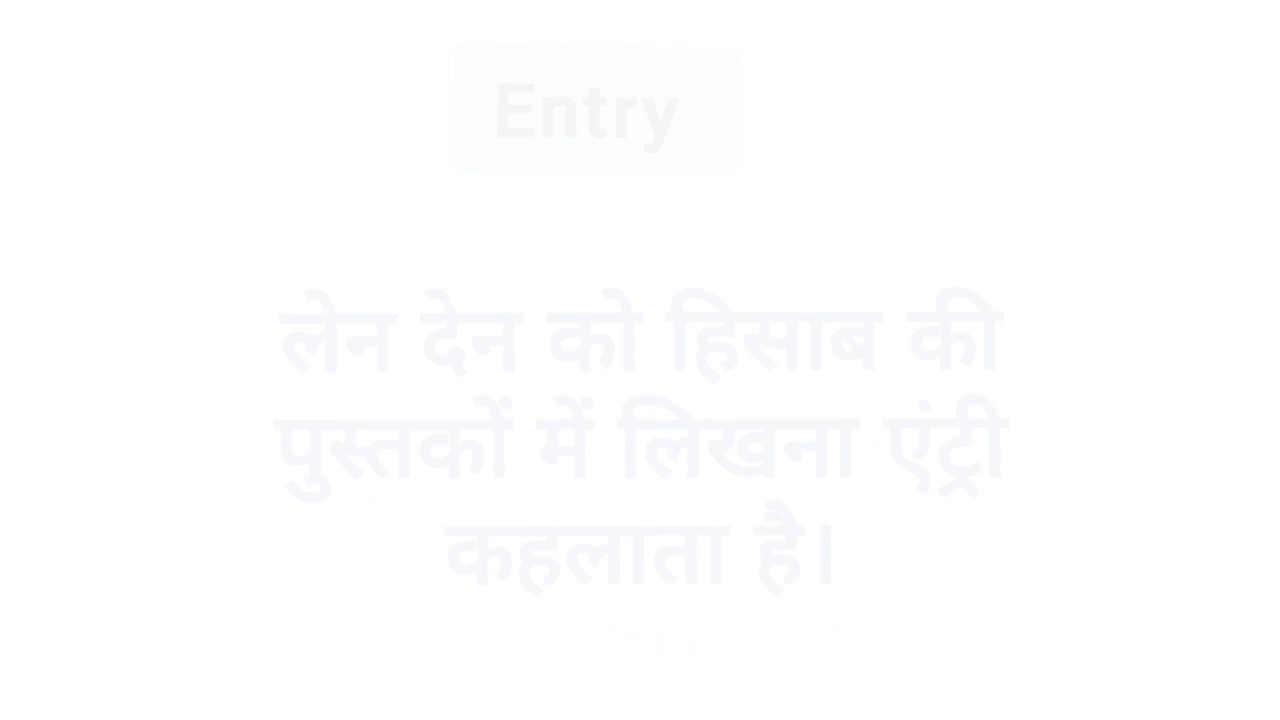 Entry
लेन देन को हिसाब की
पुस्तकों में लिखना एंट्री
कहलाता है।